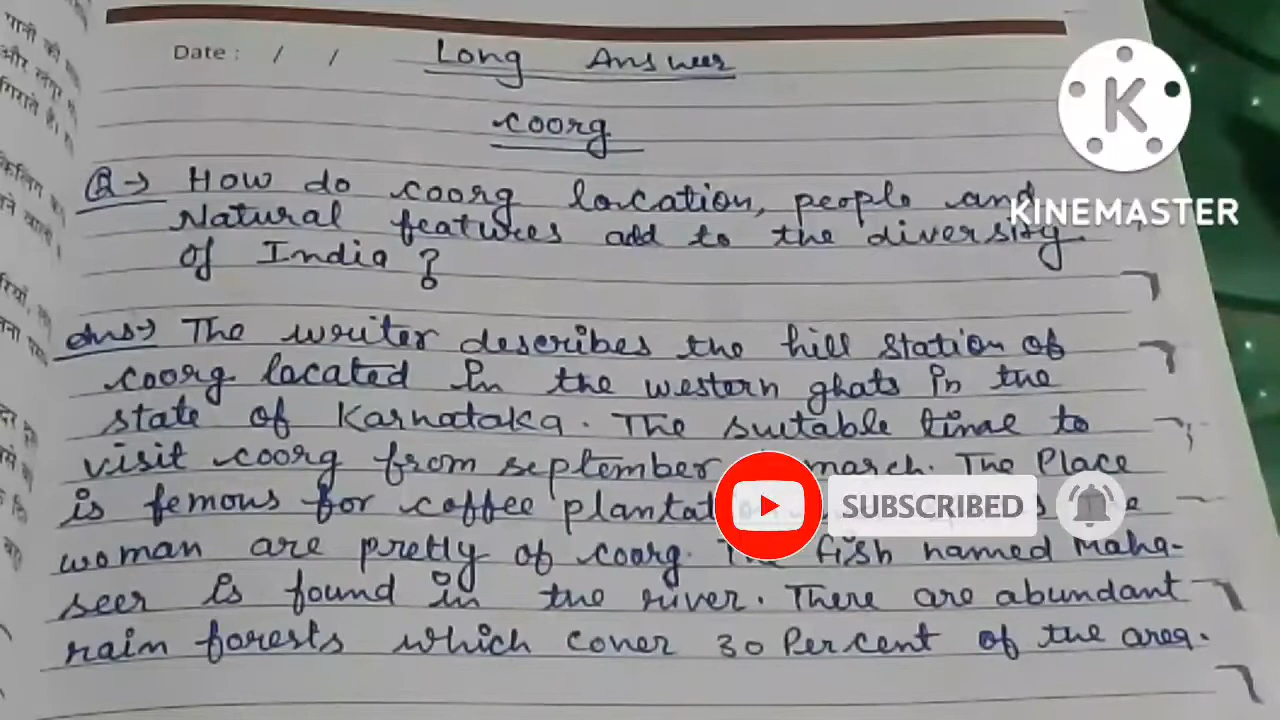 Date : / /
Long Answer
Coorg
Q→ How do coorg location, people and
Natural features add to the diversity
of India ?
Ans→ The writer describes the hill station of
coorg located in the western ghats in the
state of Karnataka. The suitable time to
visit coorg from september march. The Place
is femous for coffee
woman are pretly of coorg. fish named Maha-
seer is found in the river. There are abundant
rain forests which cover 30 Percent of the area.
K
KINEMASTER
SUBSCRIBED